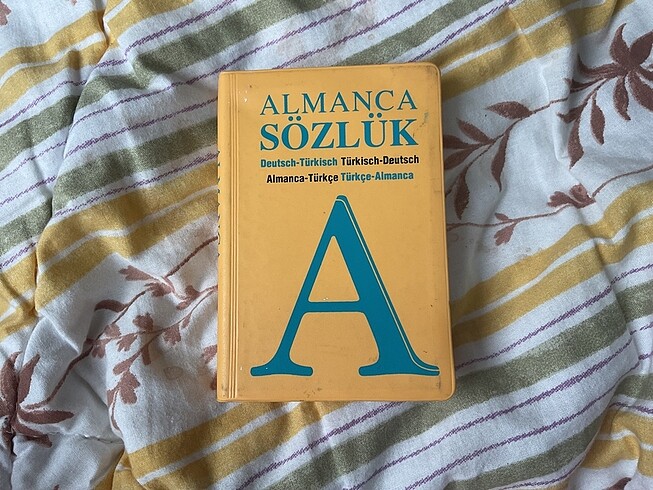 ALMANCA
SÖZLÜK
Deutsch-Türkisch Türkisch-Deutsch
Almanca-Türkçe Türkçe-Almanca
A